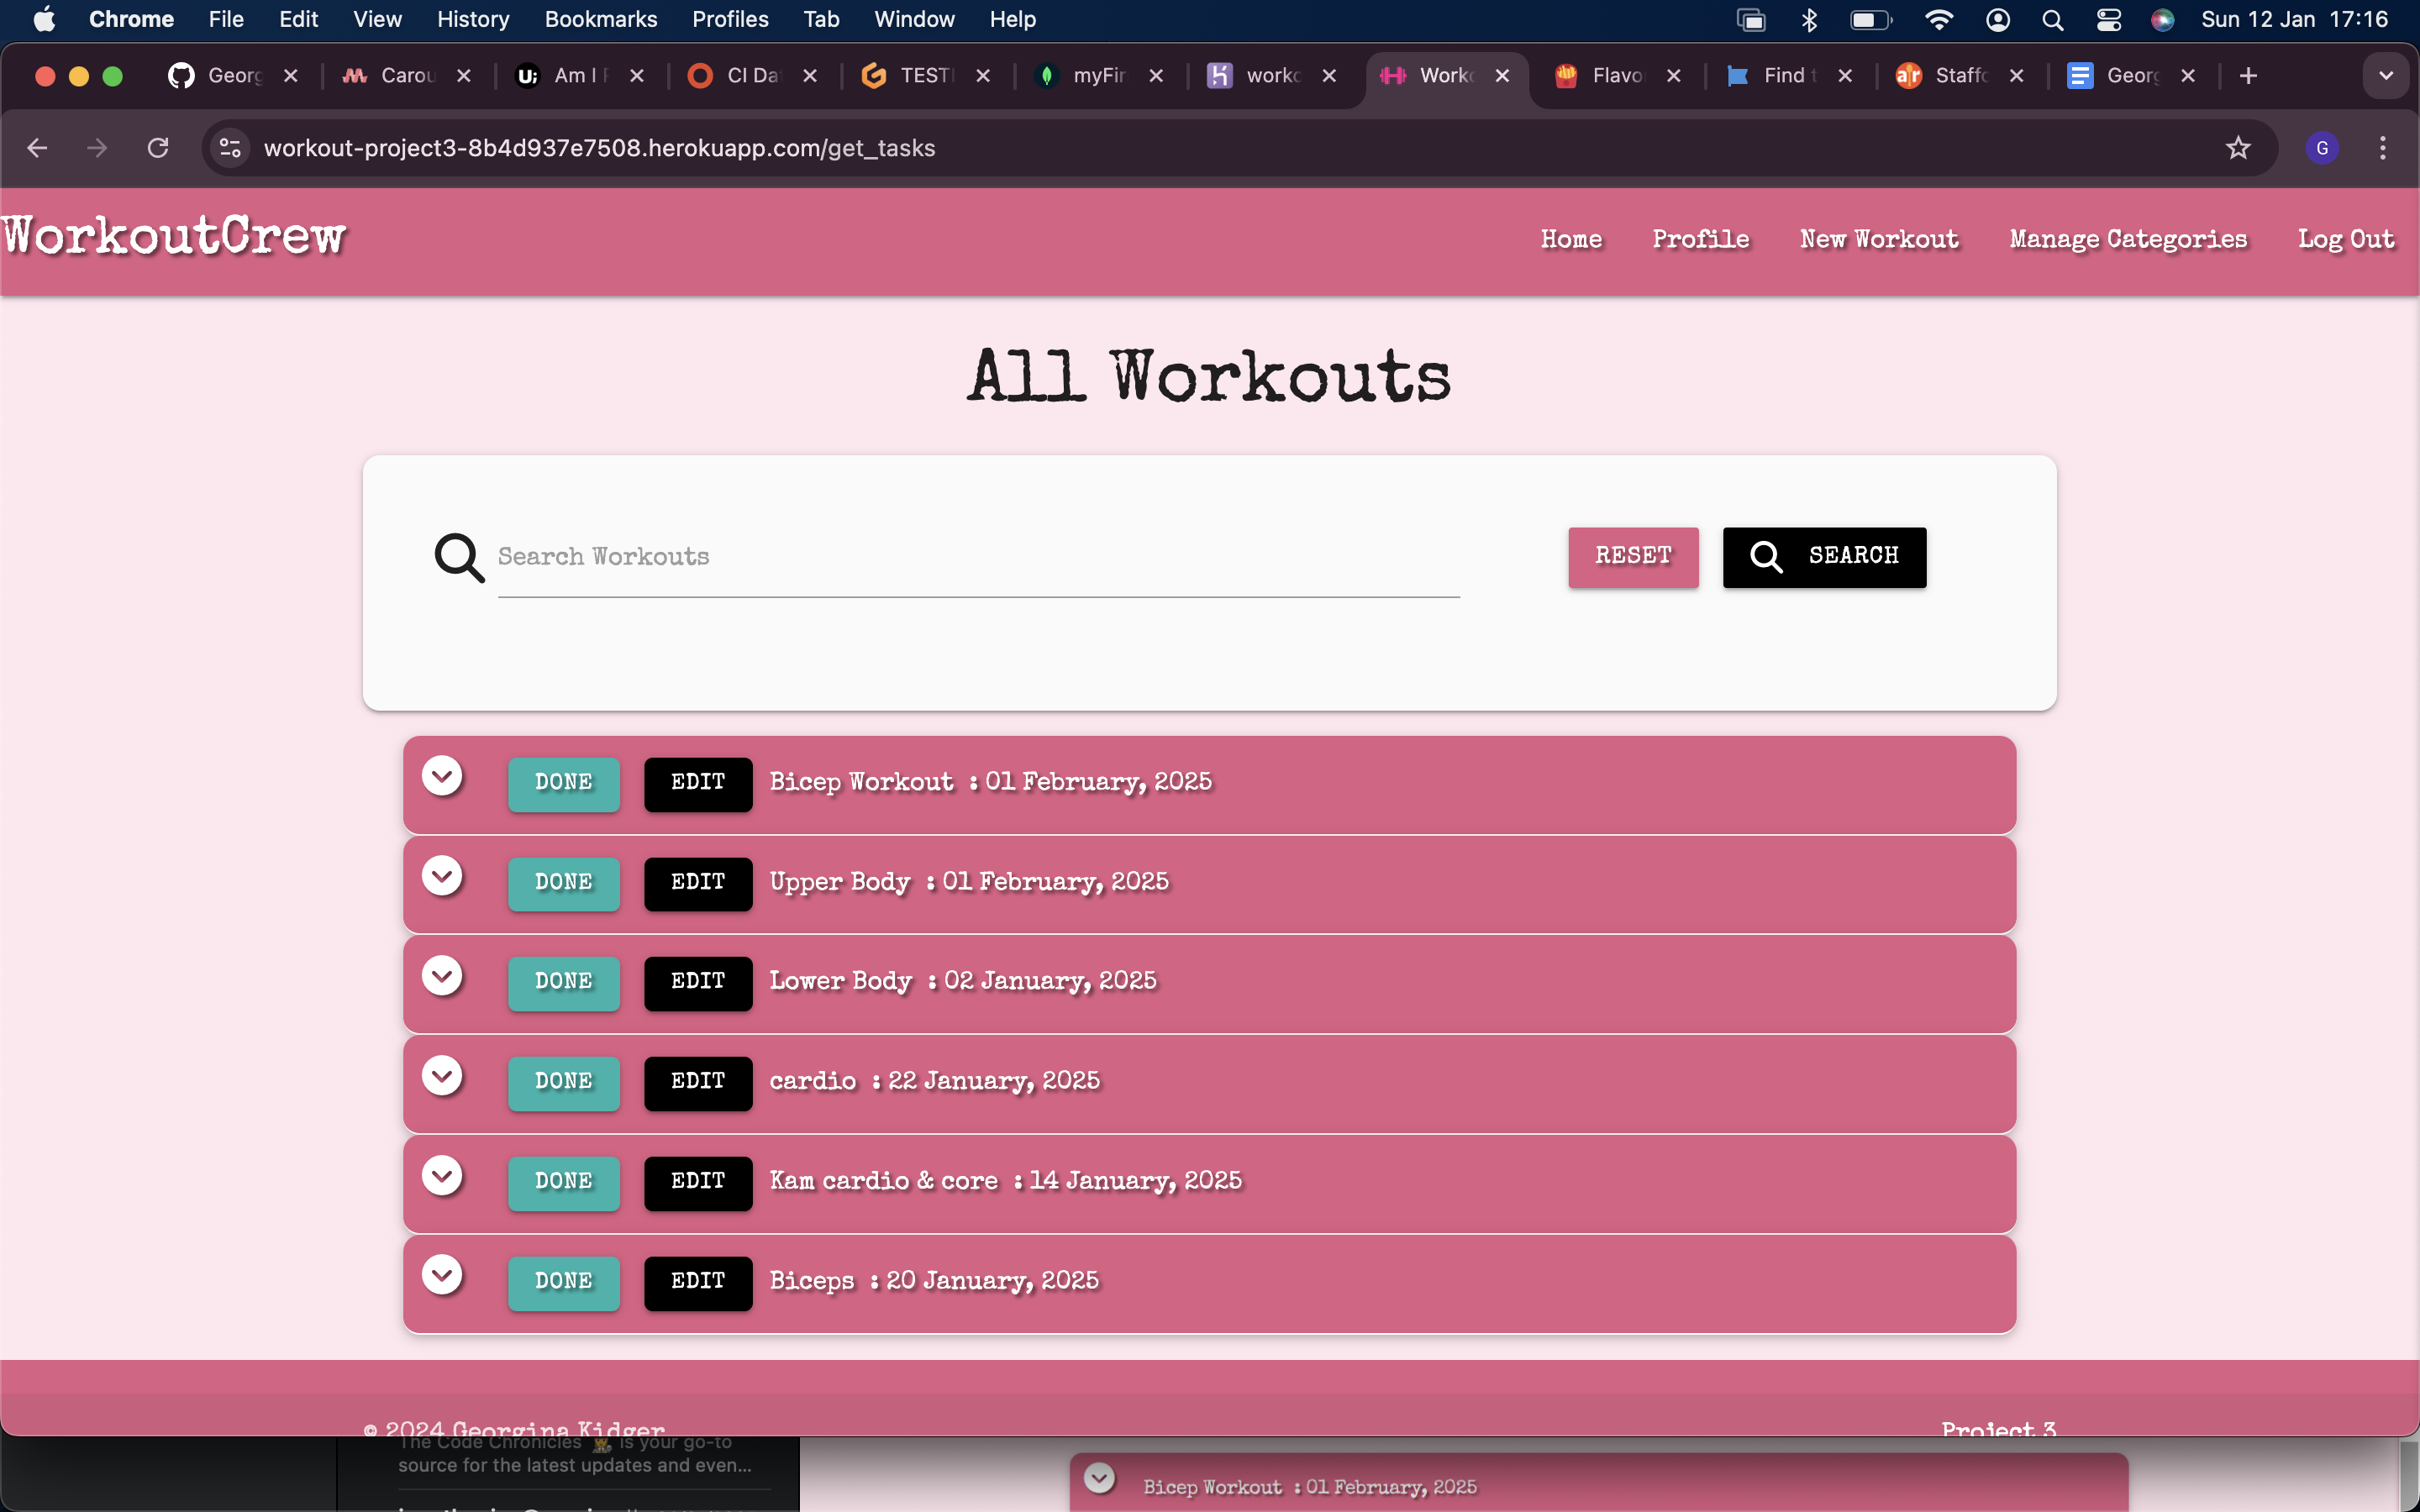 Chrome File Edit View History Bookmarks Profiles Tab Window Help Sun 12 Jan 17:16
Georg Carou Am I CI Da TEST myFir workc Workc Flavo Find Staffo Georg
workout-project3-8b4d937e7508.herokuapp.com/get_tasks G
WorkoutCrew Home Profile New Workout Manage Categories Log Out
All Workouts
Search Workouts RESET SEARCH
DONE EDIT Bicep Workout : 01 February, 2025
DONE EDIT Upper Body : 01 February, 2025
DONE EDIT Lower Body : 02 January, 2025
DONE EDIT cardio : 22 January, 2025
DONE EDIT Kam cardio & core : 14 January, 2025
DONE EDIT Biceps : 20 January, 2025
© 2024 Georgina Kidger Project 3
The Code Chronicles is your go-to
source for the latest updates and even...
Bicep Workout : 01 February, 2025